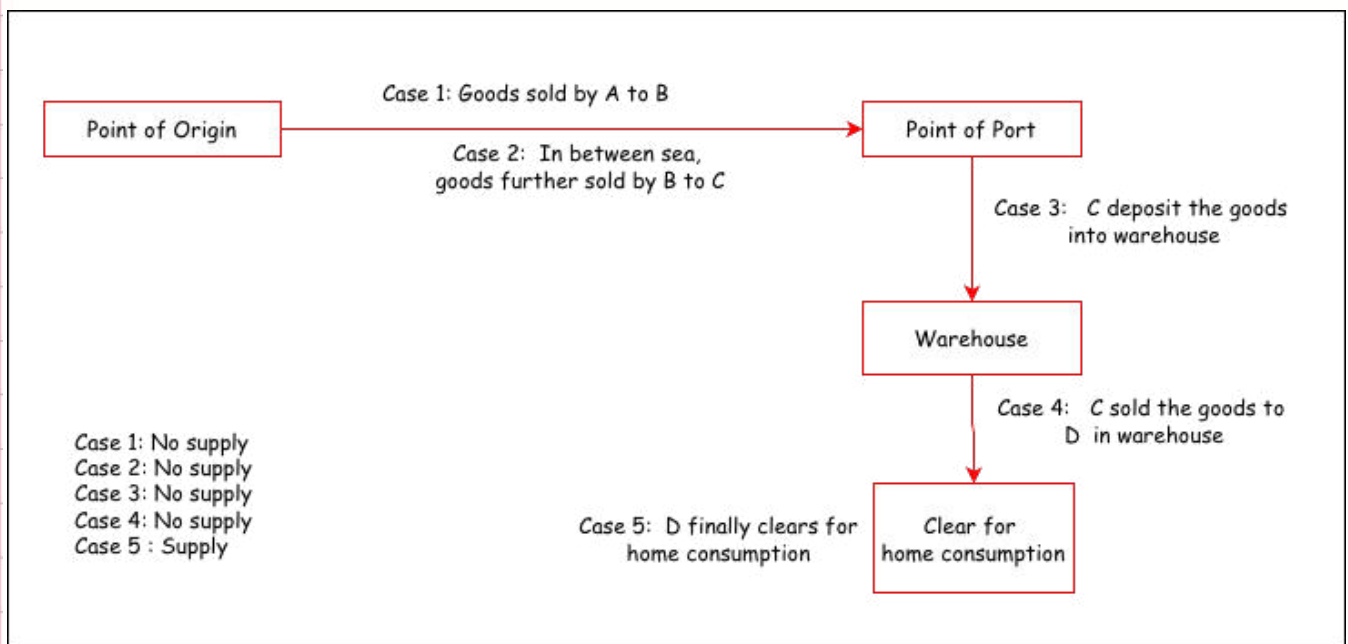 Case 1: Goods sold by A to B
Point of Origin
Point of Port
Case 2: In between sea,
goods further sold by B to C
Case 3: C deposit the goods
into warehouse
Warehouse
Case 4: C sold the goods to
D in warehouse
Case 1: No supply
Case 2: No supply
Case 3: No supply
Case 4: No supply
Case 5 : Supply
Case 5: D finally clears for
home consumption
Clear for
home consumption